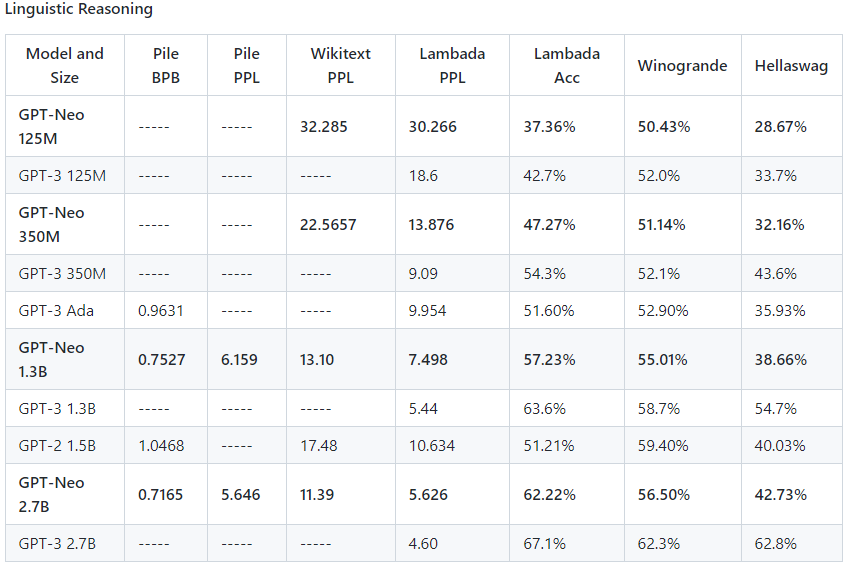 Linguistic Reasoning
Model and Size Pile BPB Pile PPL Wikitext PPL Lambada PPL Lambada Acc Winogrande Hellaswag
GPT-Neo 125M ----- ----- 32.285 30.266 37.36% 50.43% 28.67%
GPT-3 125M ----- ----- ----- 18.6 42.7% 52.0% 33.7%
GPT-Neo 350M ----- ----- 22.5657 13.876 47.27% 51.14% 32.16%
GPT-3 350M ----- ----- ----- 9.09 54.3% 52.1% 43.6%
GPT-3 Ada 0.9631 ----- ----- 9.954 51.60% 52.90% 35.93%
GPT-Neo 1.3B 0.7527 6.159 13.10 7.498 57.23% 55.01% 38.66%
GPT-3 1.3B ----- ----- ----- 5.44 63.6% 58.7% 54.7%
GPT-2 1.5B 1.0468 ----- 17.48 10.634 51.21% 59.40% 40.03%
GPT-Neo 2.7B 0.7165 5.646 11.39 5.626 62.22% 56.50% 42.73%
GPT-3 2.7B ----- ----- ----- 4.60 67.1% 62.3% 62.8%